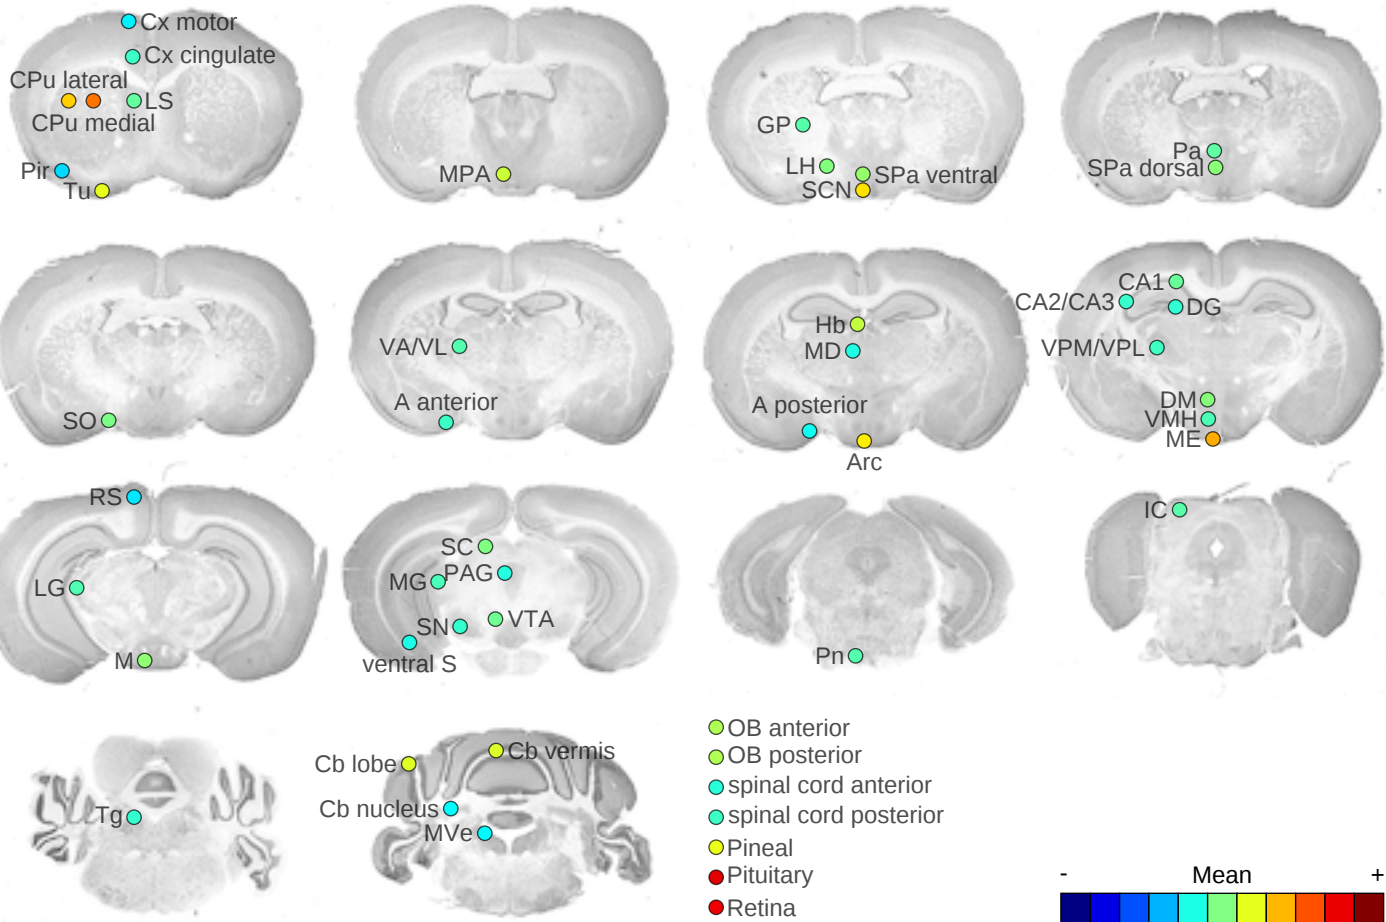 Cx motor
Cx cingulate
CPu lateral
LS
CPu medial
Pir
Tu
MPA
GP
LH
SPa ventral
SCN
Pa
SPa dorsal
SO
VA/VL
A anterior
Hb
MD
A posterior
Arc
CA1
CA2/CA3
DG
VPM/VPL
DM
VMH
ME
RS
LG
M
SC
MG
PAG
SN
VTA
ventral S
Pn
IC
Tg
Cb lobe
Cb vermis
Cb nucleus
MVe
OB anterior
OB posterior
spinal cord anterior
spinal cord posterior
Pineal
Pituitary
Retina
- Mean +